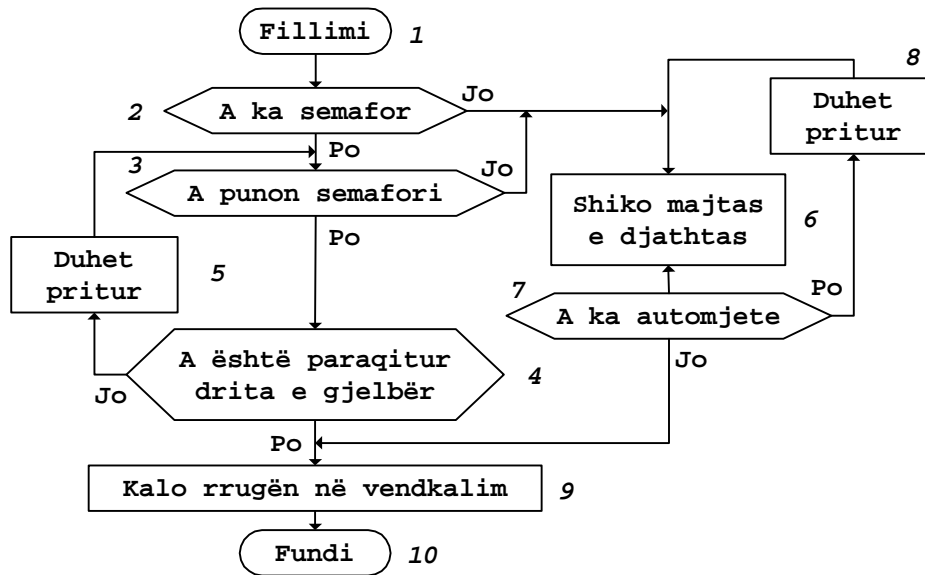 Fillimi
1
8
2
A ka semafor
Jo
Duhet
pritur
Po
3
Jo
A punon semafori
Shiko majtas
e djathtas
6
Po
Duhet
pritur
5
7
Po
A ka automjete
A është paraqitur
drita e gjelbër
4
Jo
Jo
Po
Kalo rrugën në vendkalim
9
Fundi
10